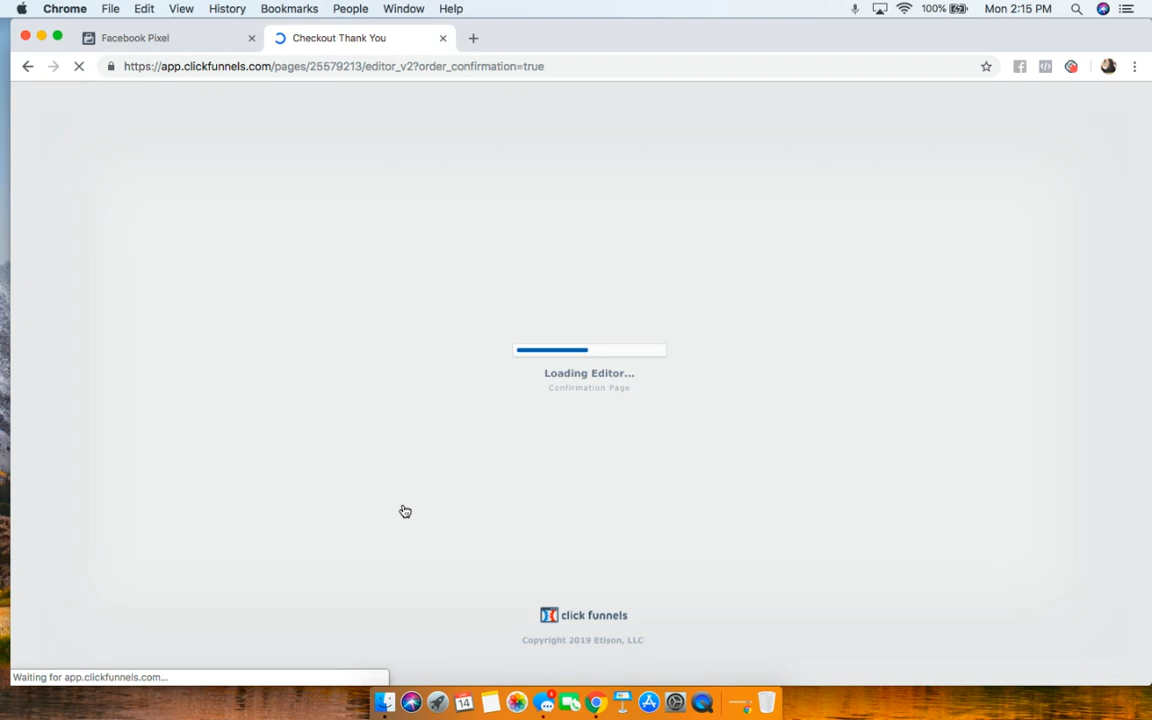 Chrome File Edit View History Bookmarks People Window Help 100% Mon 2:15 PM
Facebook Pixel Checkout Thank You
https://app.clickfunnels.com/pages/25579213/editor_v2?order_confirmation=true
Loading Editor...
Confirmation Page
click funnels
Copyright 2019 Etison, LLC
Waiting for app.clickfunnels.com...